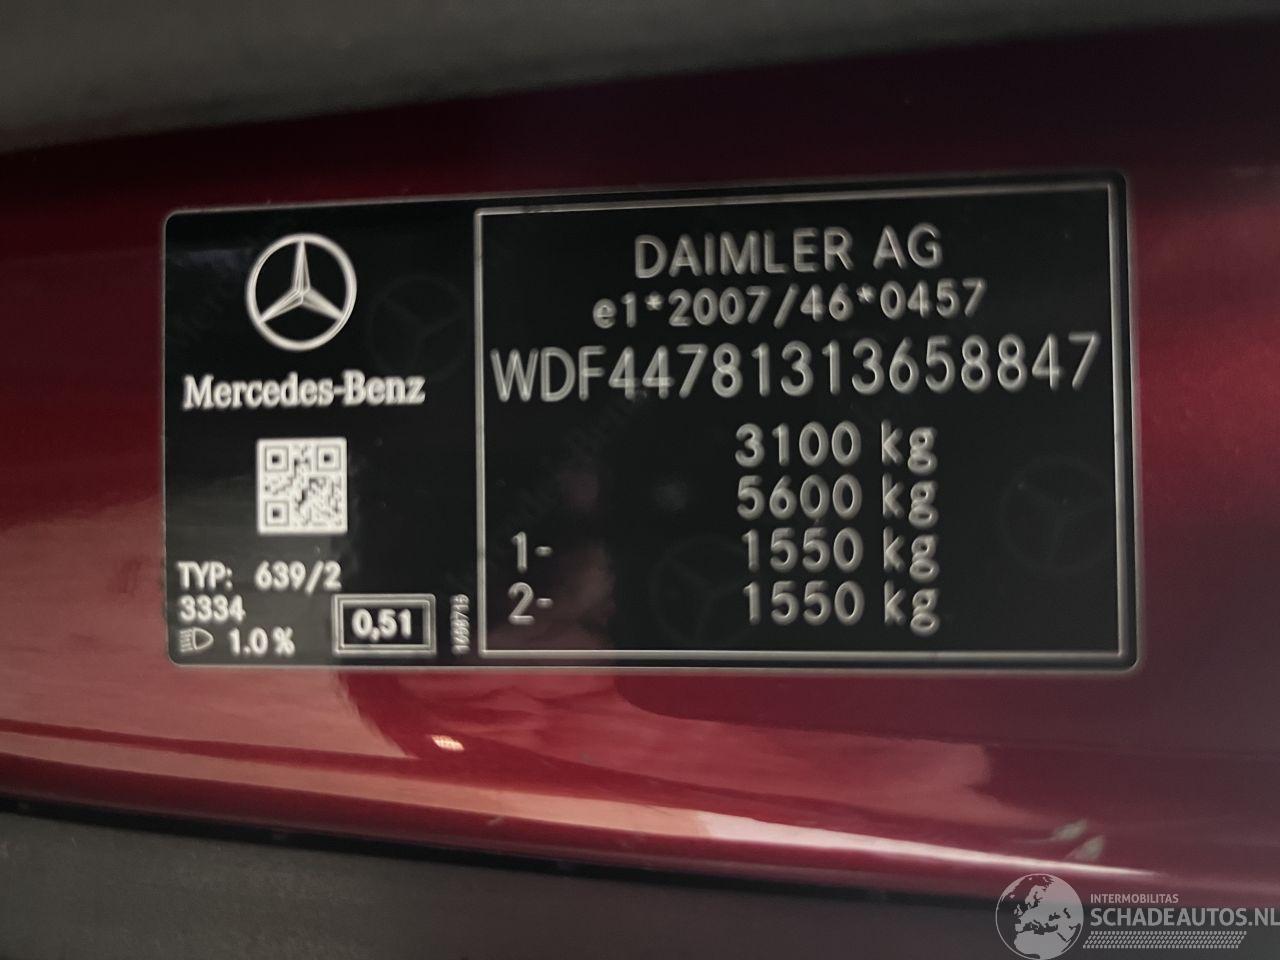 DAIMLER AG
e1*2007/46*0457
WDF44781313658847
3100 kg
5600 kg
1- 1550 kg
2- 1550 kg
Mercedes-Benz
TYP: 639/2
3334
1.0 %
0,51
INTERMOBILITAS
SCHADEAUTOS.NL